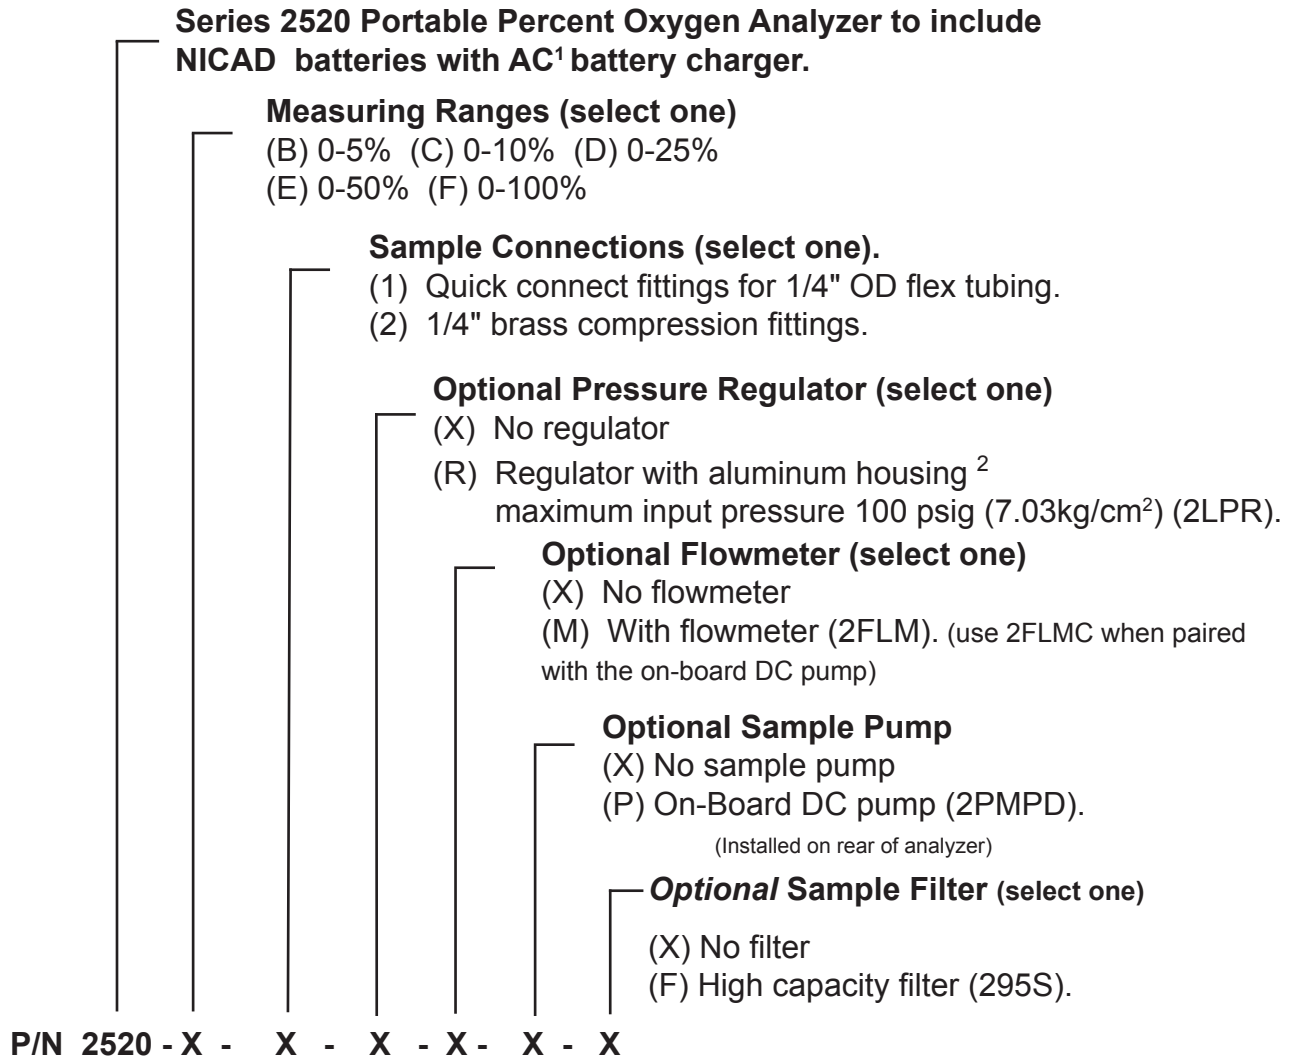 Series 2520 Portable Percent Oxygen Analyzer to include
NICAD batteries with AC¹ battery charger.
Measuring Ranges (select one)
(B) 0-5% (C) 0-10% (D) 0-25%
(E) 0-50% (F) 0-100%
Sample Connections (select one).
(1) Quick connect fittings for 1/4" OD flex tubing.
(2) 1/4" brass compression fittings.
Optional Pressure Regulator (select one)
(X) No regulator
(R) Regulator with aluminum housing ²
maximum input pressure 100 psig (7.03kg/cm²) (2LPR).
Optional Flowmeter (select one)
(X) No flowmeter
(M) With flowmeter (2FLM). (use 2FLMC when paired
with the on-board DC pump)
Optional Sample Pump
(X) No sample pump
(P) On-Board DC pump (2PMPD).
(Installed on rear of analyzer)
Optional Sample Filter (select one)
(X) No filter
(F) High capacity filter (295S).
P/N 2520 - X - X - X - X - X - X